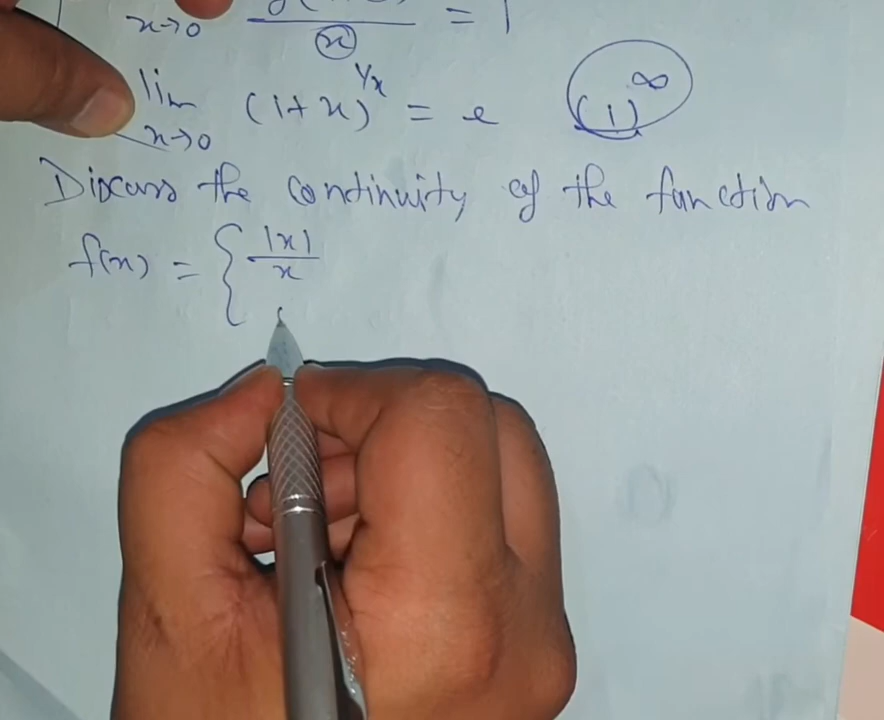 x→0 x = 1
lim x→0 (1+x)^1/x = e (1)^∞
Discuss the continuity of the function
f(x) = { |x|/x